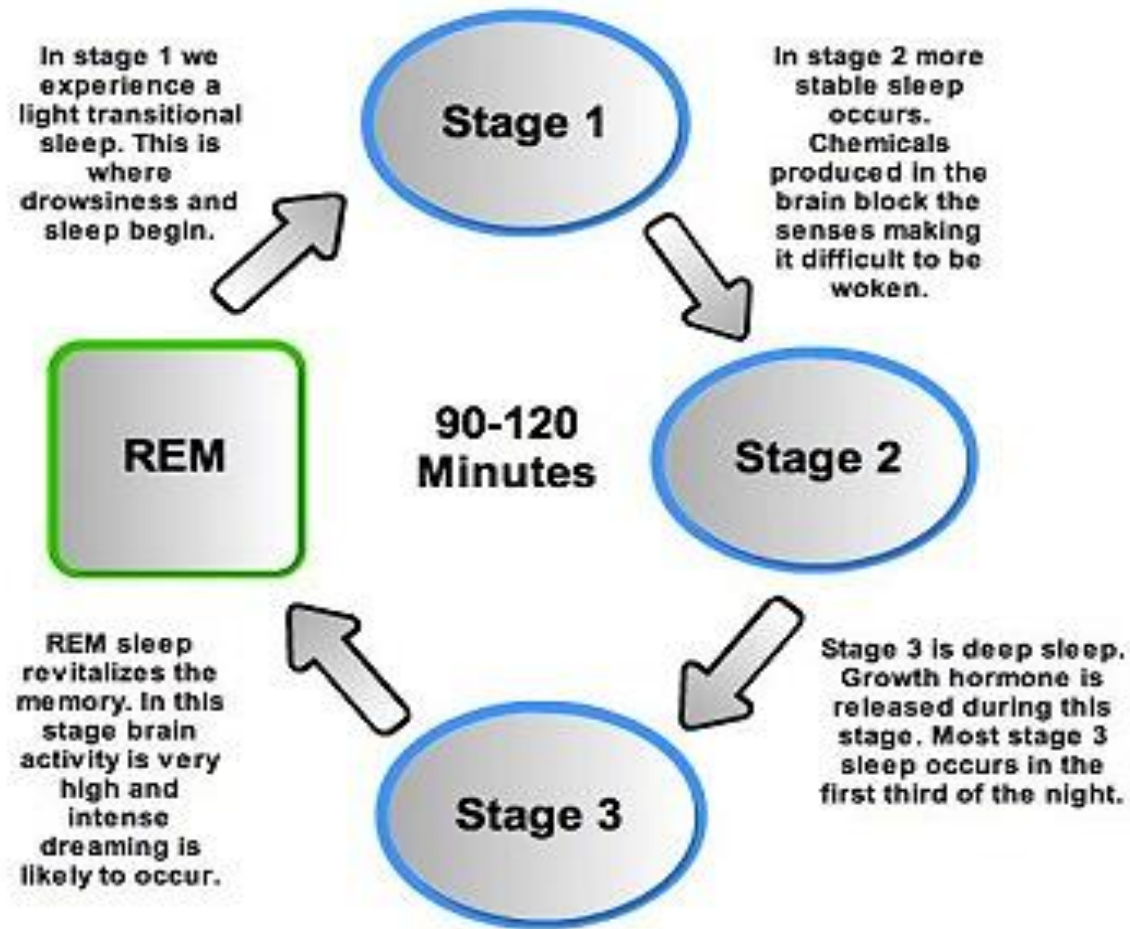 In stage 1 we
experience a
light transitional
sleep. This is
where
drowsiness and
sleep begin.
Stage 1
In stage 2 more
stable sleep
occurs.
Chemicals
produced in the
brain block the
senses making
it difficult to be
woken.
REM
90-120
Minutes
Stage 2
REM sleep
revitalizes the
memory. In this
stage brain
activity is very
high and
intense
dreaming is
likely to occur.
Stage 3
Stage 3 is deep sleep.
Growth hormone is
released during this
stage. Most stage 3
sleep occurs in the
first third of the night.